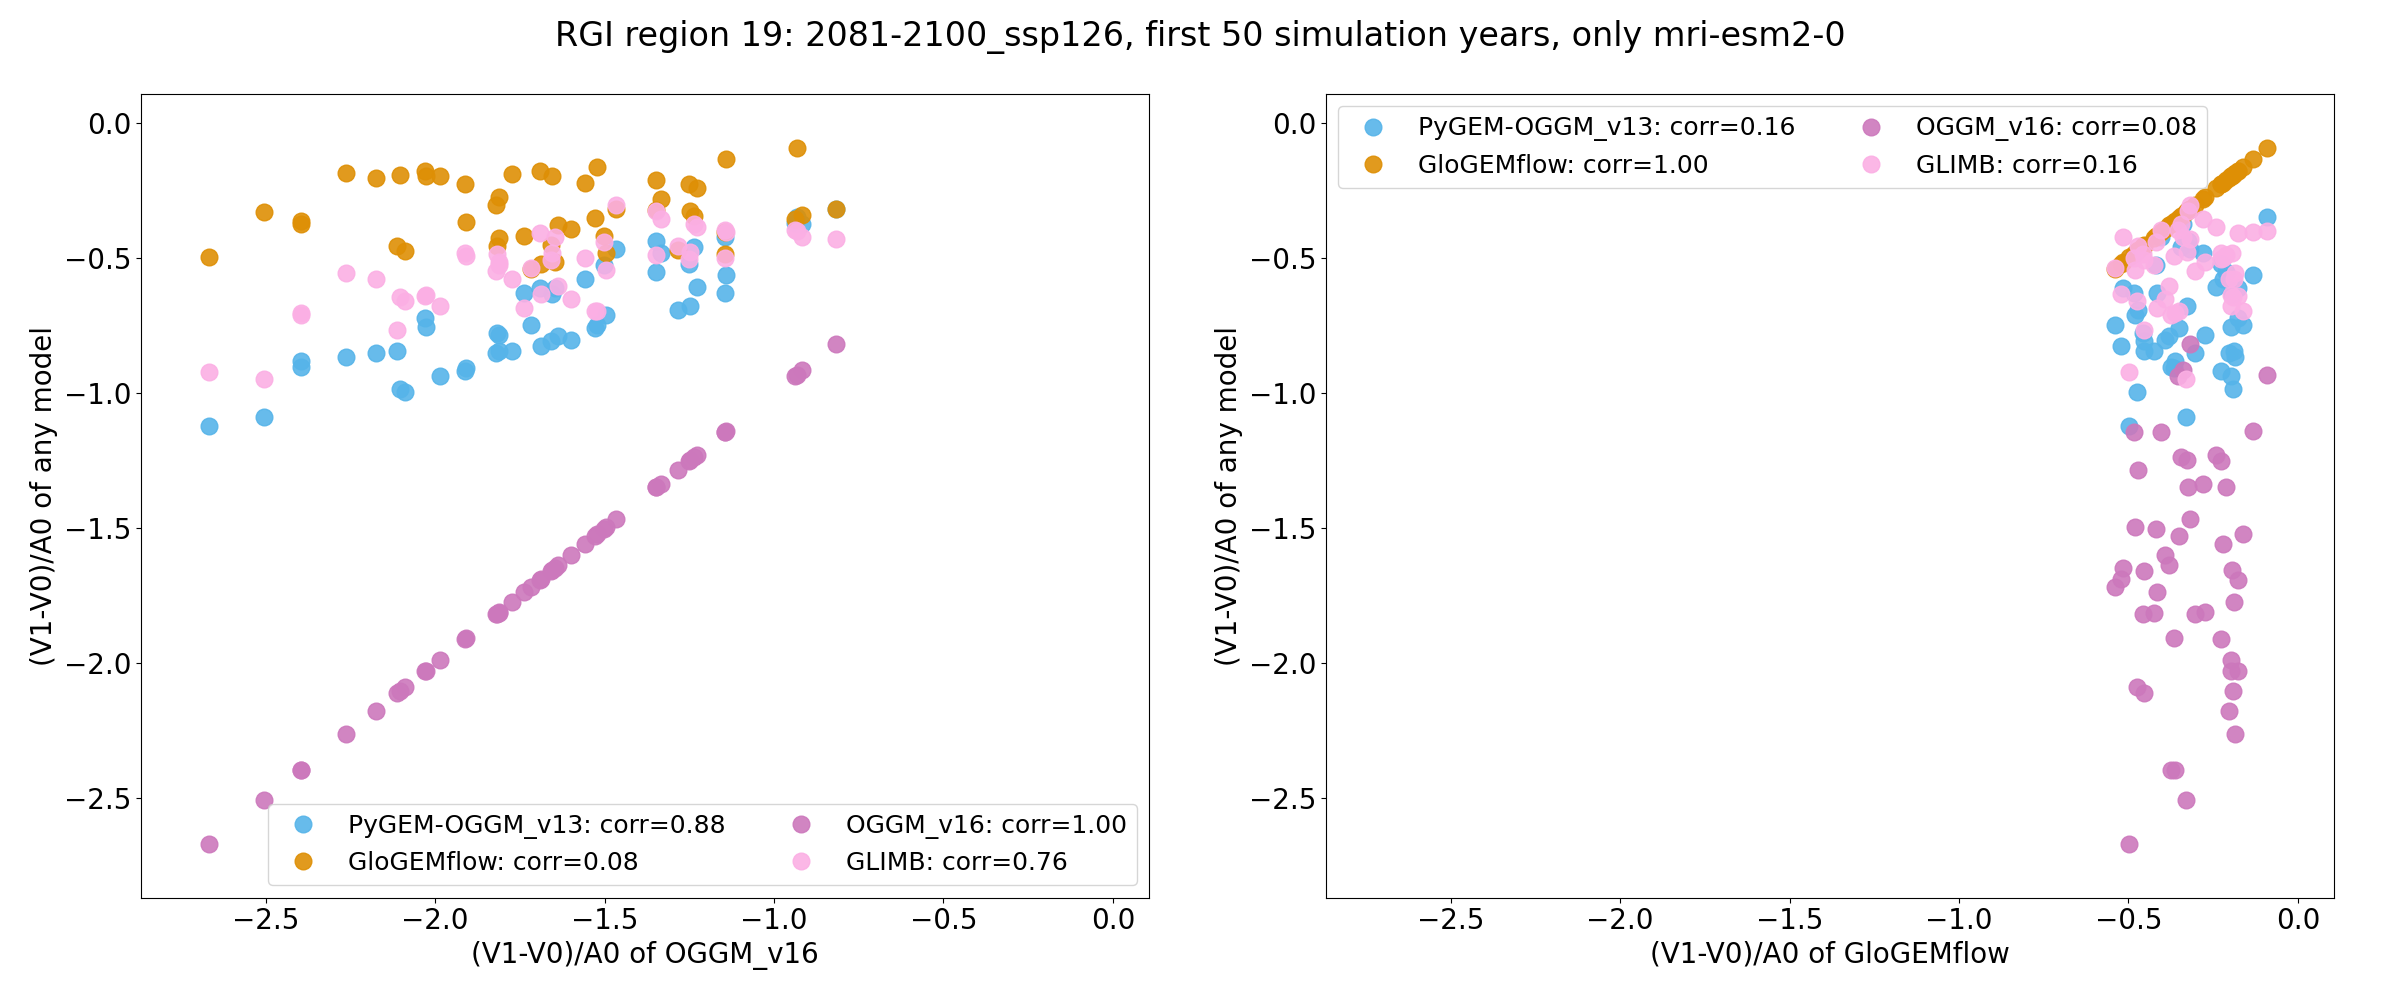 RGI region 19: 2081-2100_ssp126, first 50 simulation years, only mri-esm2-0
(V1-V0)/A0 of any model
0.0
−0.5
−1.0
−1.5
−2.0
−2.5
PyGEM-OGGM_v13: corr=0.88
GloGEMflow: corr=0.08
OGGM_v16: corr=1.00
GLIMB: corr=0.76
−2.5 −2.0 −1.5 −1.0 −0.5 0.0
(V1-V0)/A0 of OGGM_v16
(V1-V0)/A0 of any model
0.0
−0.5
−1.0
−1.5
−2.0
−2.5
PyGEM-OGGM_v13: corr=0.16
GloGEMflow: corr=1.00
OGGM_v16: corr=0.08
GLIMB: corr=0.16
−2.5 −2.0 −1.5 −1.0 −0.5 0.0
(V1-V0)/A0 of GloGEMflow